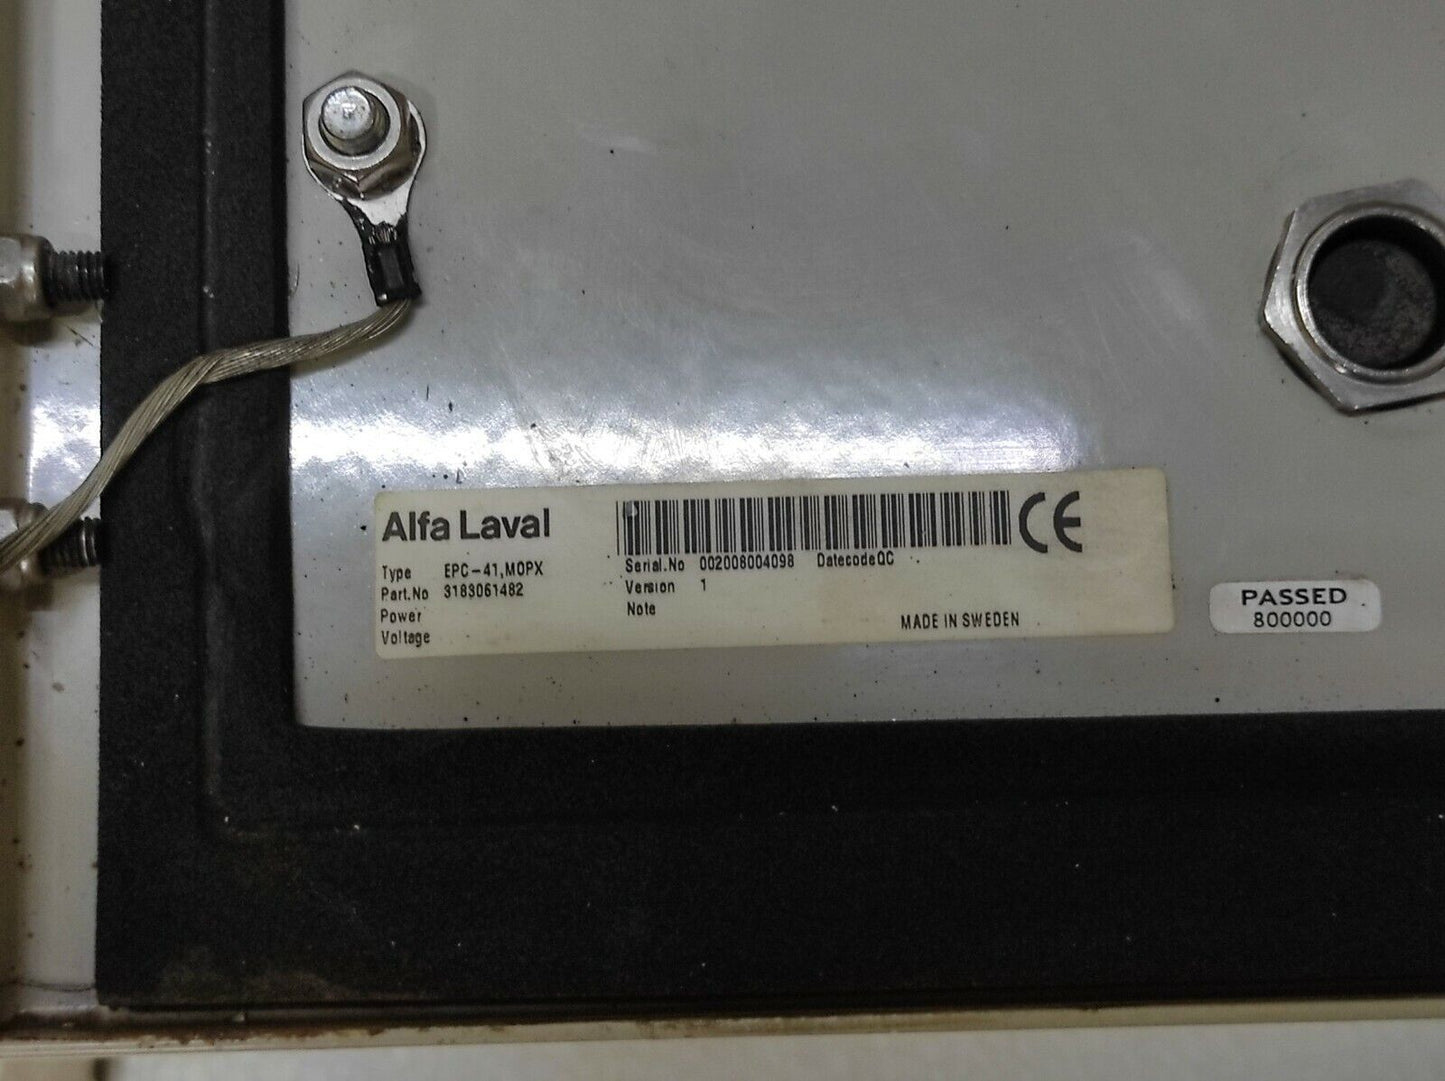 Alfa Laval
CE
Type EPC-41,MOPX
Part.No 3183061482
Power
Voltage
Serial.No 002008004098 DatecodeQC
Version 1
Note
MADE IN SWEDEN
PASSED
800000